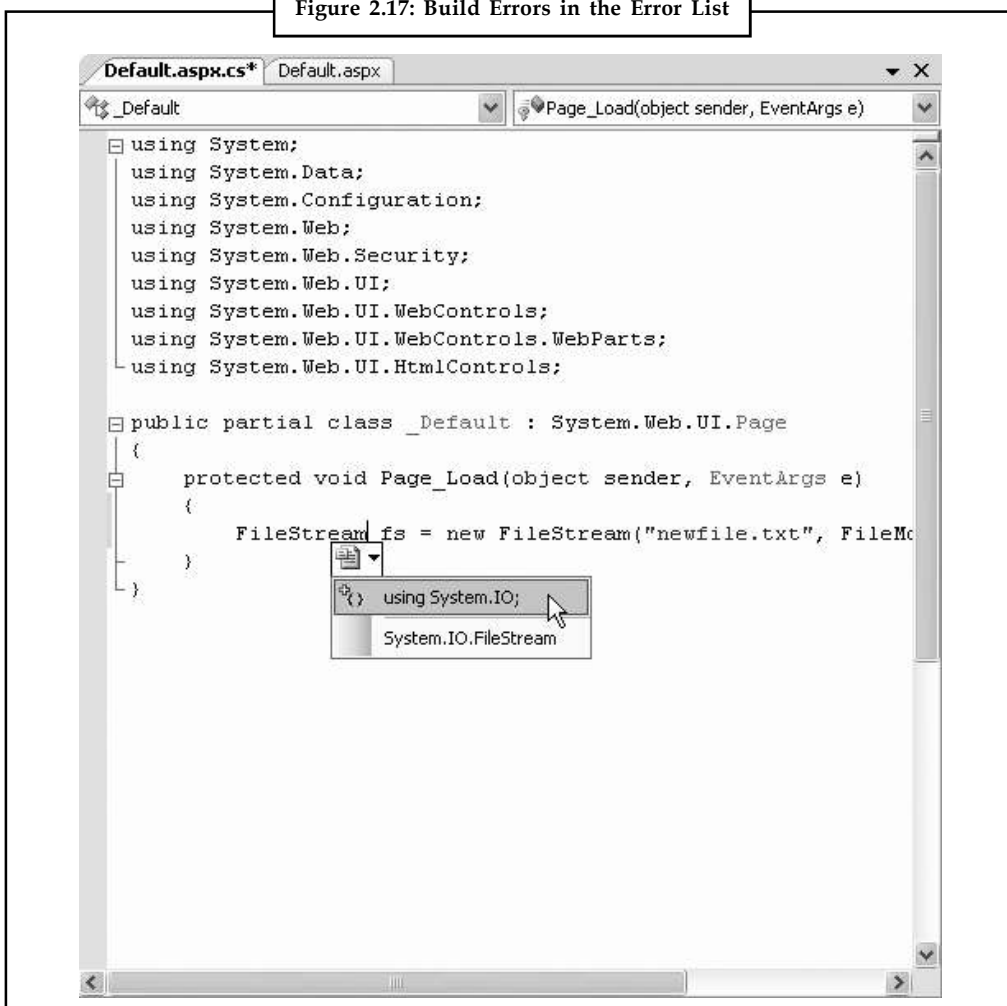 Figure 2.17: Build Errors in the Error List
Default.aspx.cs* Default.aspx
_Default Page_Load(object sender, EventArgs e)
using System;
using System.Data;
using System.Configuration;
using System.Web;
using System.Web.Security;
using System.Web.UI;
using System.Web.UI.WebControls;
using System.Web.UI.WebControls.WebParts;
using System.Web.UI.HtmlControls;
public partial class _Default : System.Web.UI.Page
{
protected void Page_Load(object sender, EventArgs e)
{
FileStream fs = new FileStream("newfile.txt", FileMo
}
}
using System.IO;
System.IO.FileStream